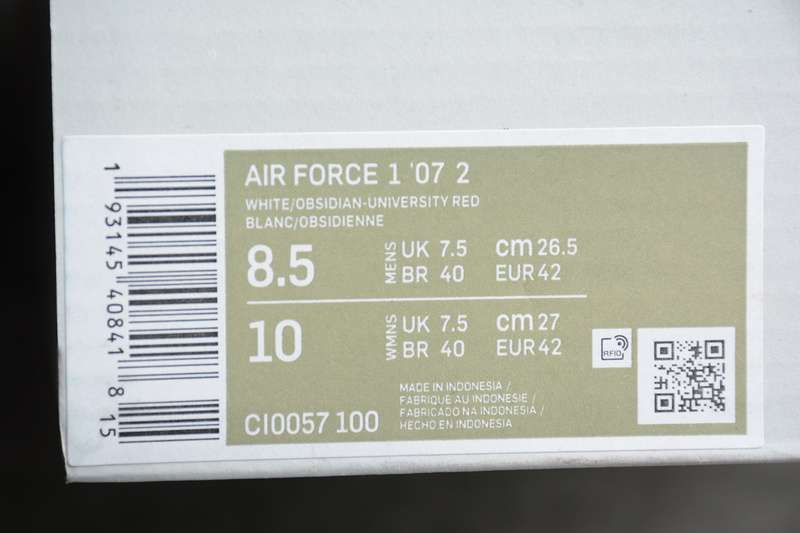 1 93145 40841 8 15
AIR FORCE 1 '07 2
WHITE/OBSIDIAN-UNIVERSITY RED
BLANC/OBSIDIENNE
8.5 MENS UK 7.5 cm 26.5
BR 40 EUR 42
10 WMNS UK 7.5 cm 27
BR 40 EUR 42
RFID
CI0057 100
MADE IN INDONESIA /
FABRIQUE AU INDONESIE /
FABRICADO NA INDONESIA /
HECHO EN INDONESIA